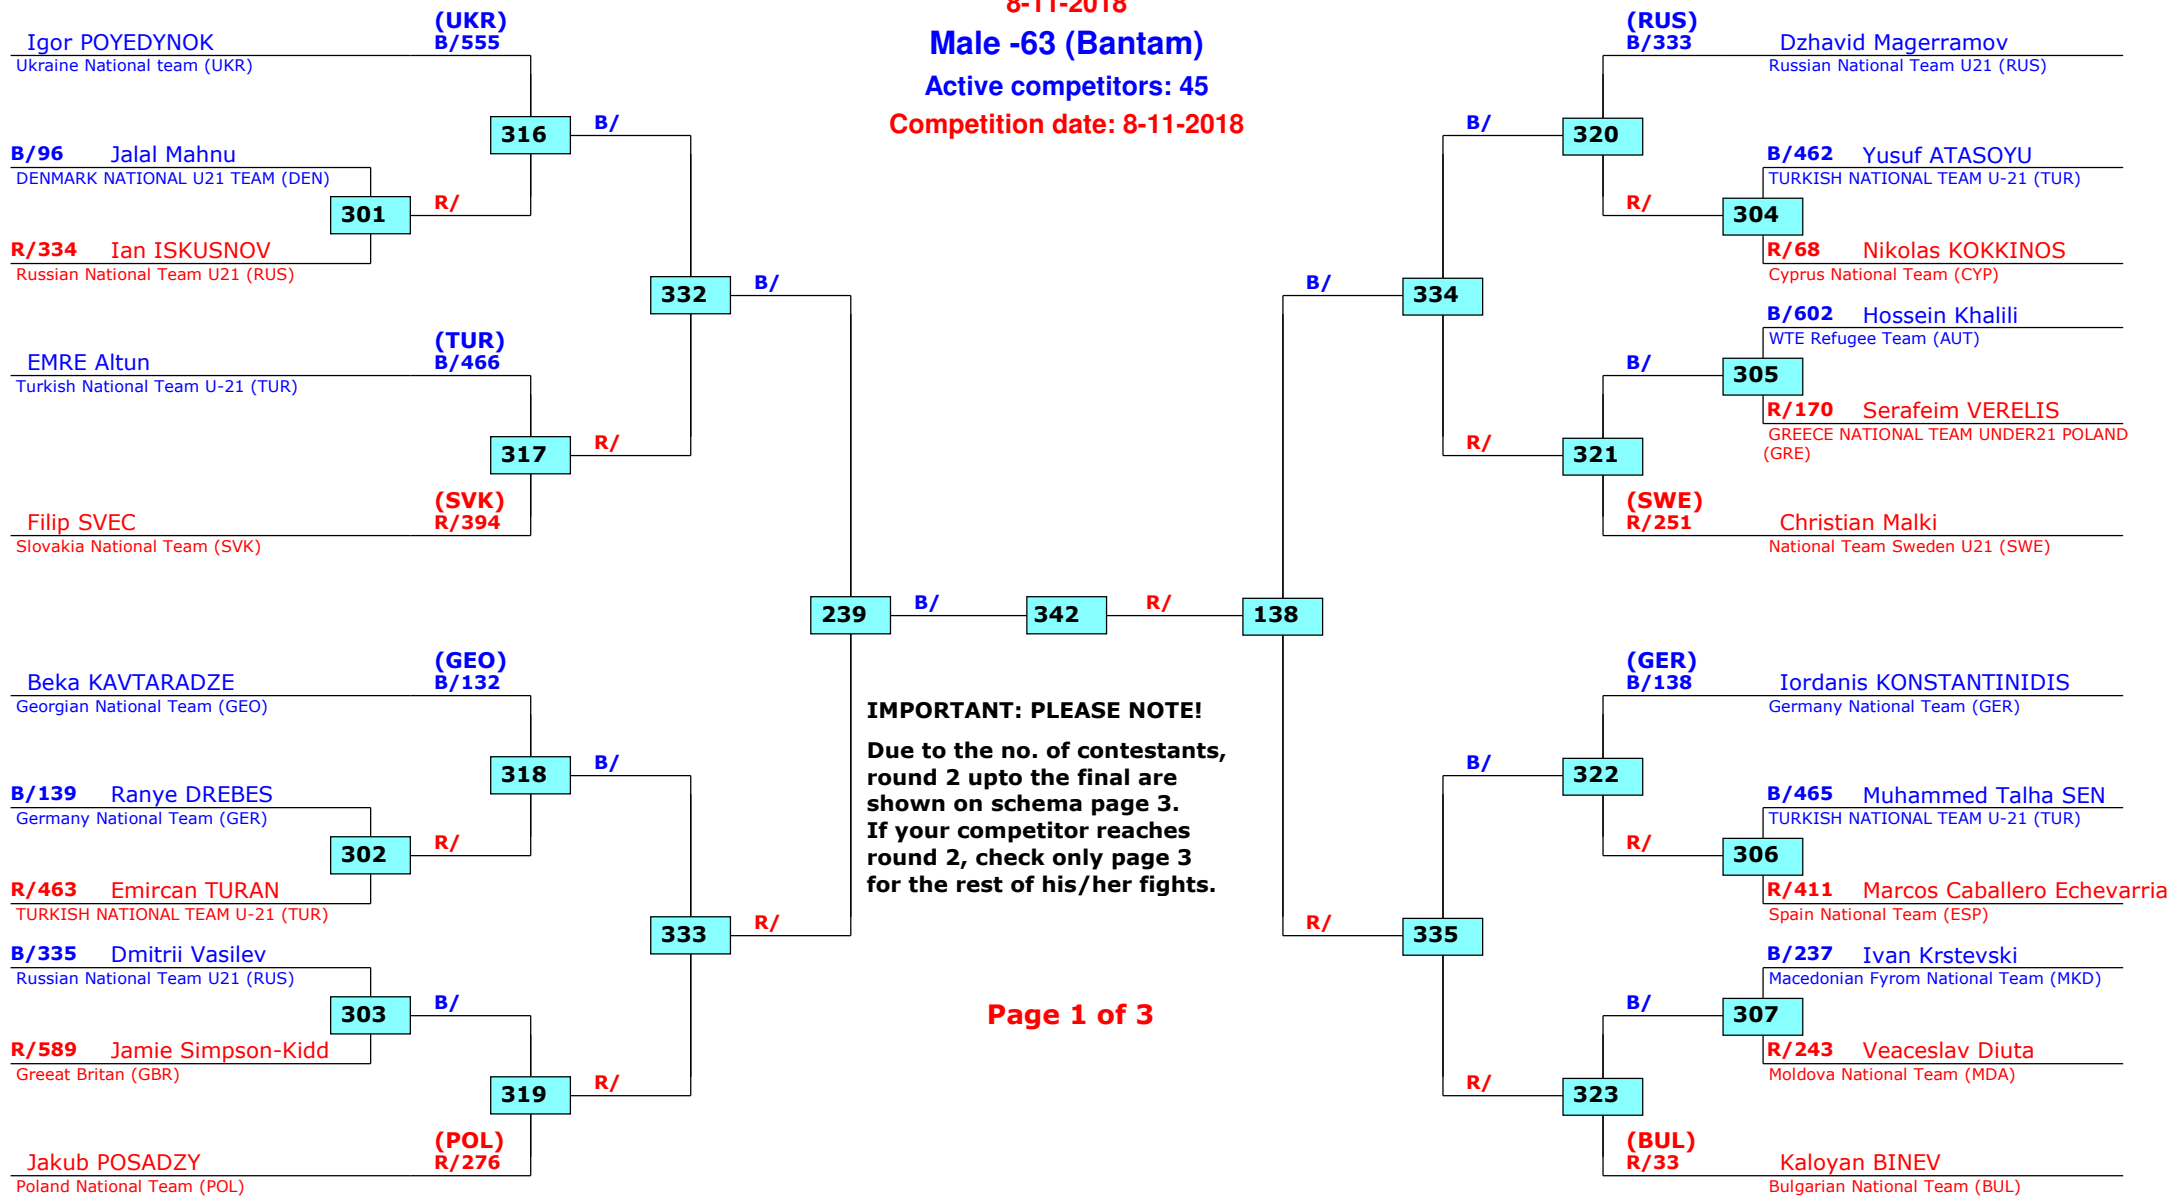 8-11-2018
Male -63 (Bantam)
Active competitors: 45
Competition date: 8-11-2018
(UKR)
Igor POYEDYNOK B/555
Ukraine National team (UKR)
316 B/
B/96 Jalal Mahnu
DENMARK NATIONAL U21 TEAM (DEN)
301 R/
R/334 Ian ISKUSNOV
Russian National Team U21 (RUS)
332 B/
(TUR)
EMRE Altun B/466
Turkish National Team U-21 (TUR)
317 R/
(SVK)
Filip SVEC R/394
Slovakia National Team (SVK)
239 B/ 342 R/ 138
(GEO)
Beka KAVTARADZE B/132
Georgian National Team (GEO)
318 B/
B/139 Ranye DREBES
Germany National Team (GER)
302 R/
R/463 Emircan TURAN
TURKISH NATIONAL TEAM U-21 (TUR)
333 R/
B/335 Dmitrii Vasilev
Russian National Team U21 (RUS)
303 B/
R/589 Jamie Simpson-Kidd
Greeat Britan (GBR)
319 R/
(POL)
Jakub POSADZY R/276
Poland National Team (POL)
IMPORTANT: PLEASE NOTE!
Due to the no. of contestants,
round 2 upto the final are
shown on schema page 3.
If your competitor reaches
round 2, check only page 3
for the rest of his/her fights.
Page 1 of 3
(RUS)
B/333 Dzhavid Magerramov
Russian National Team U21 (RUS)
B/ 320
B/462 Yusuf ATASOYU
TURKISH NATIONAL TEAM U-21 (TUR)
R/ 304
R/68 Nikolas KOKKINOS
Cyprus National Team (CYP)
B/ 334
B/602 Hossein Khalili
WTE Refugee Team (AUT)
B/ 305
R/170 Serafeim VERELIS
GREECE NATIONAL TEAM UNDER21 POLAND
(GRE)
R/ 321
(SWE)
R/251 Christian Malki
National Team Sweden U21 (SWE)
(GER)
B/138 Iordanis KONSTANTINIDIS
Germany National Team (GER)
B/ 322
B/465 Muhammed Talha SEN
TURKISH NATIONAL TEAM U-21 (TUR)
R/ 306
R/411 Marcos Caballero Echevarria
Spain National Team (ESP)
R/ 335
B/237 Ivan Krstevski
Macedonian Fyrom National Team (MKD)
B/ 307
R/243 Veaceslav Diuta
Moldova National Team (MDA)
R/ 323
(BUL)
R/33 Kaloyan BINEV
Bulgarian National Team (BUL)